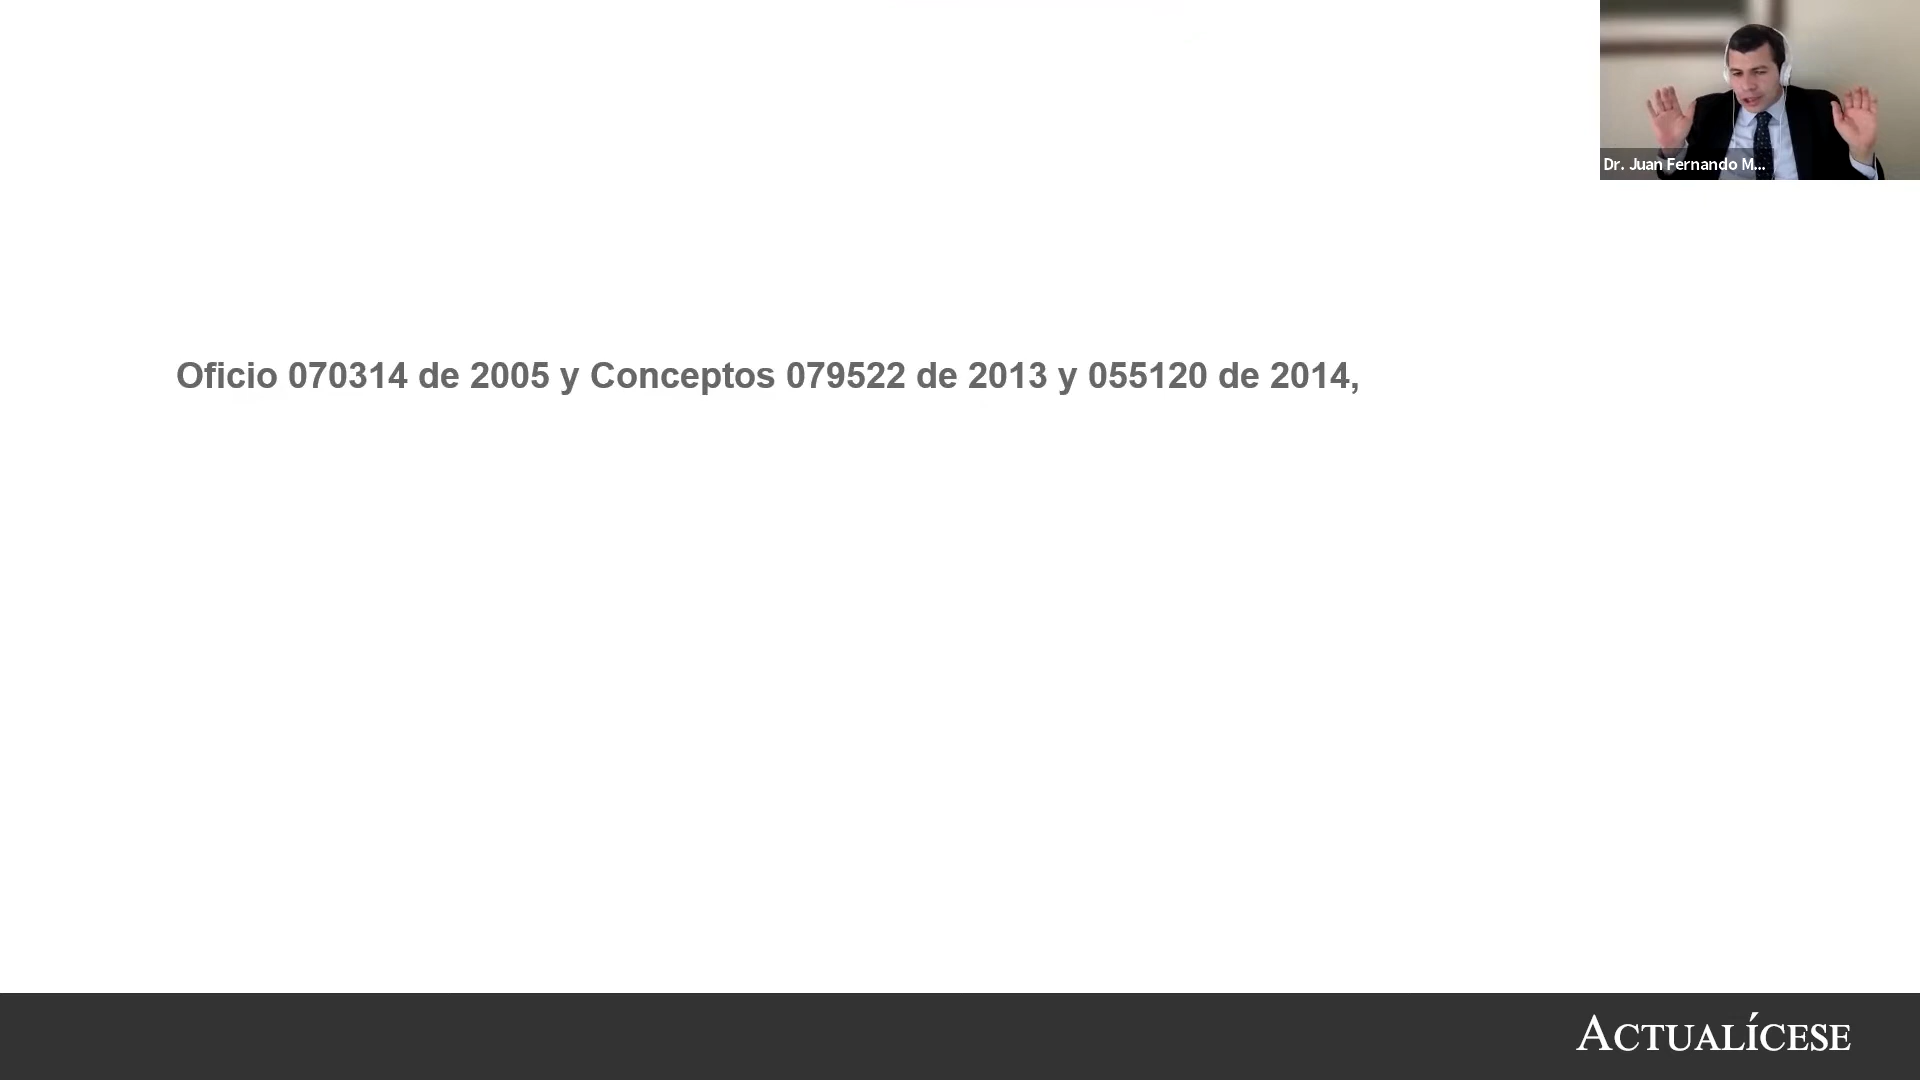 Dr. Juan Fernando M...
Oficio 070314 de 2005 y Conceptos 079522 de 2013 y 055120 de 2014,
ACTUALÍCESE